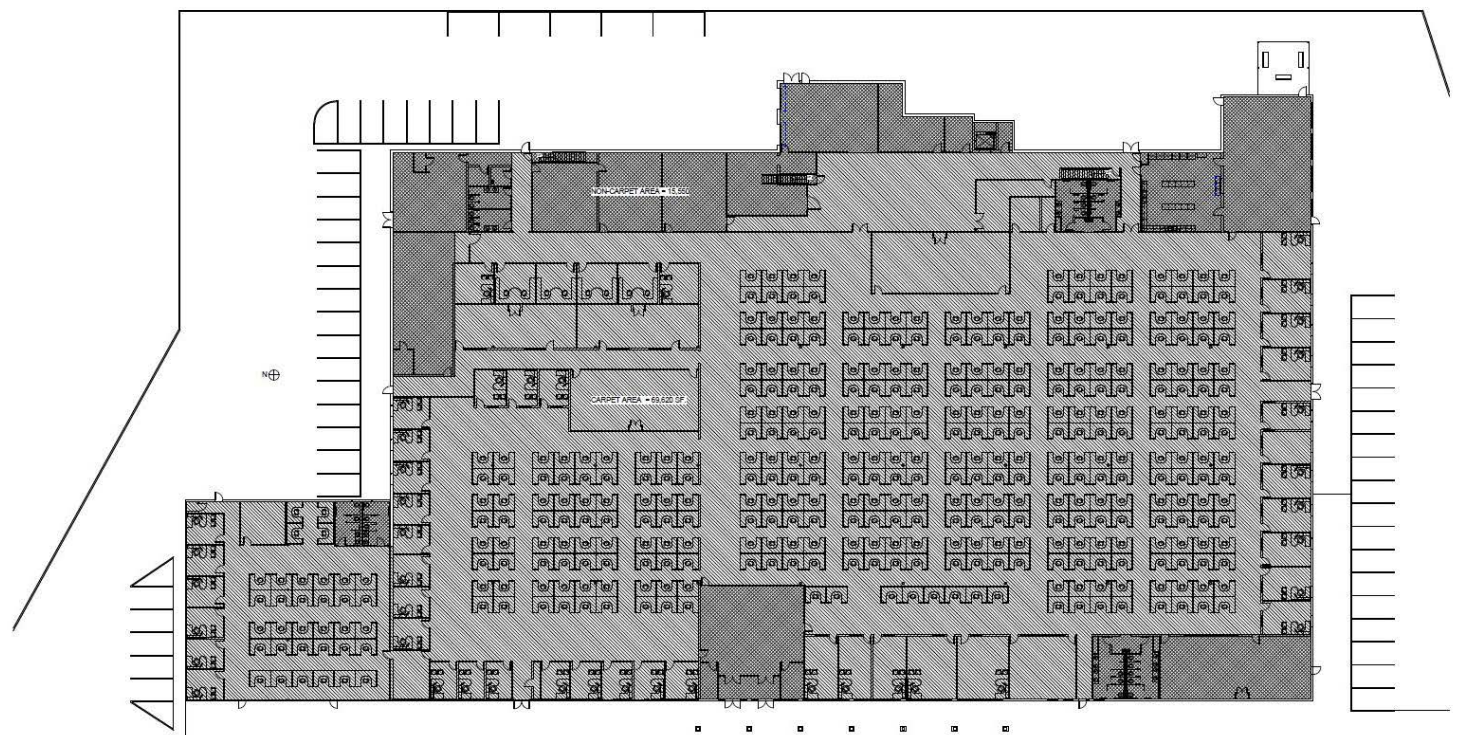 NON-CARPET AREA = 15,550
N
CARPET AREA = 69,620 SF.